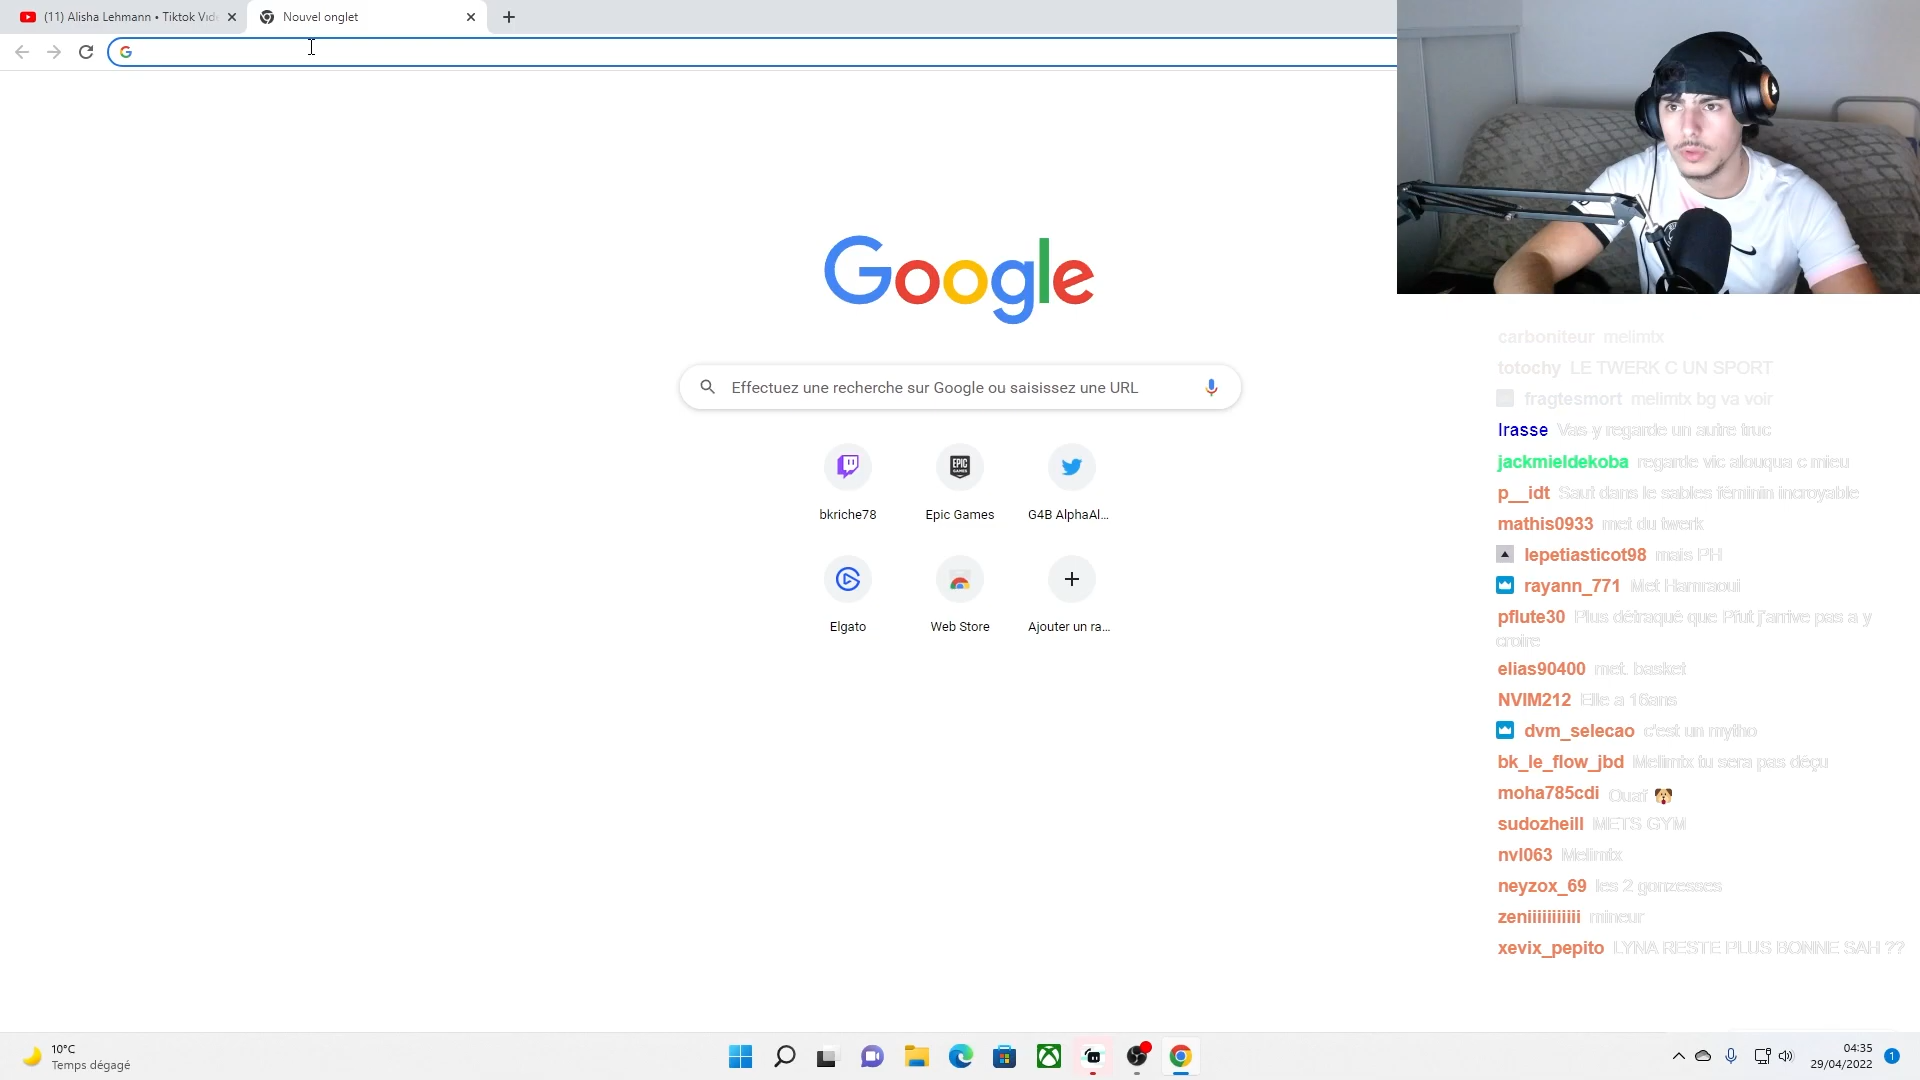 (11) Alisha Lehmann • Tiktok Vid
Nouvel onglet
Google
Effectuez une recherche sur Google ou saisissez une URL
bkriche78
EPIC GAMES
Epic Games
G4B AlphaAl...
Elgato
Web Store
Ajouter un ra...
carboniteur melimtx
totochy LE TWERK C UN SPORT
fragtesmort melimtx bg va voir
Irasse Vas y regarde un autre truc
jackmieldekoba regarde vic alouqua c mieu
p__idt Saut dans le sables féminin incroyable
mathis0933 met du twerk
lepetiasticot98 mais PH
rayann_771 Met Hamraoui
pflute30 Plus détraqué que Pfut j'arrive pas a y
croire
elias90400 met. basket
NVIM212 Elle a 16ans
dvm_selecao c'est un mytho
bk_le_flow_jbd Melimtx tu sera pas déçu
moha785cdi Ouaf
sudozheill METS GYM
nvl063 Melimtx
neyzox_69 les 2 gonzesses
zeniiiiiiiiiii mineur
xevix_pepito LYNA RESTE PLUS BONNE SAH ??
10°C
Temps dégagé
04:35
29/04/2022
1